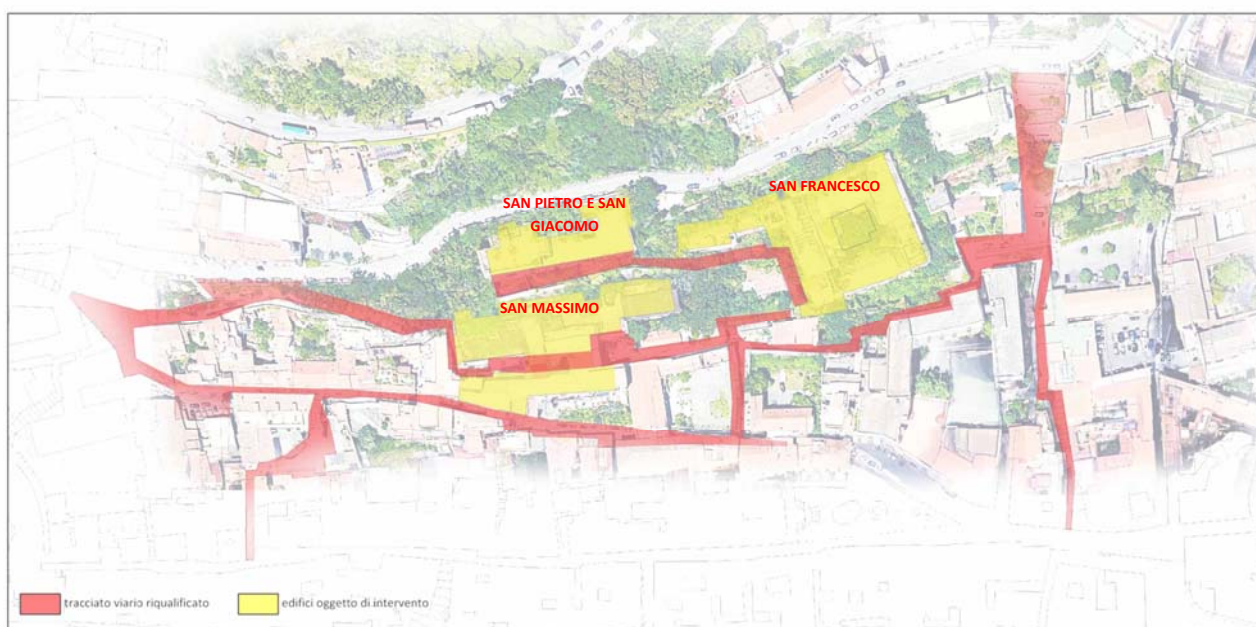 SAN FRANCESCO
SAN PIETRO E SAN
GIACOMO
SAN MASSIMO
tracciato viario riqualificato
edifici oggetto di intervento